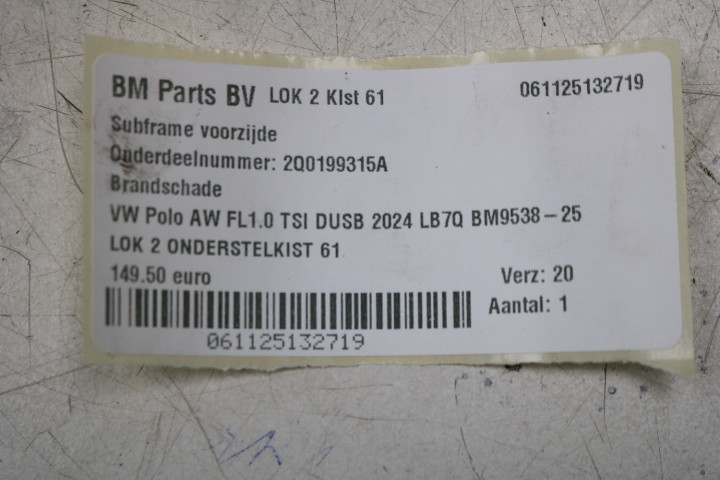 BM Parts BV LOK 2 KIst 61 061125132719
Subframe voorzijde
Onderdeelnummer: 2Q0199315A
Brandschade
VW Polo AW FL1.0 TSI DUSB 2024 LB7Q BM9538-25
LOK 2 ONDERSTELKIST 61
149.50 euro Verz: 20
Aantal: 1
061125132719